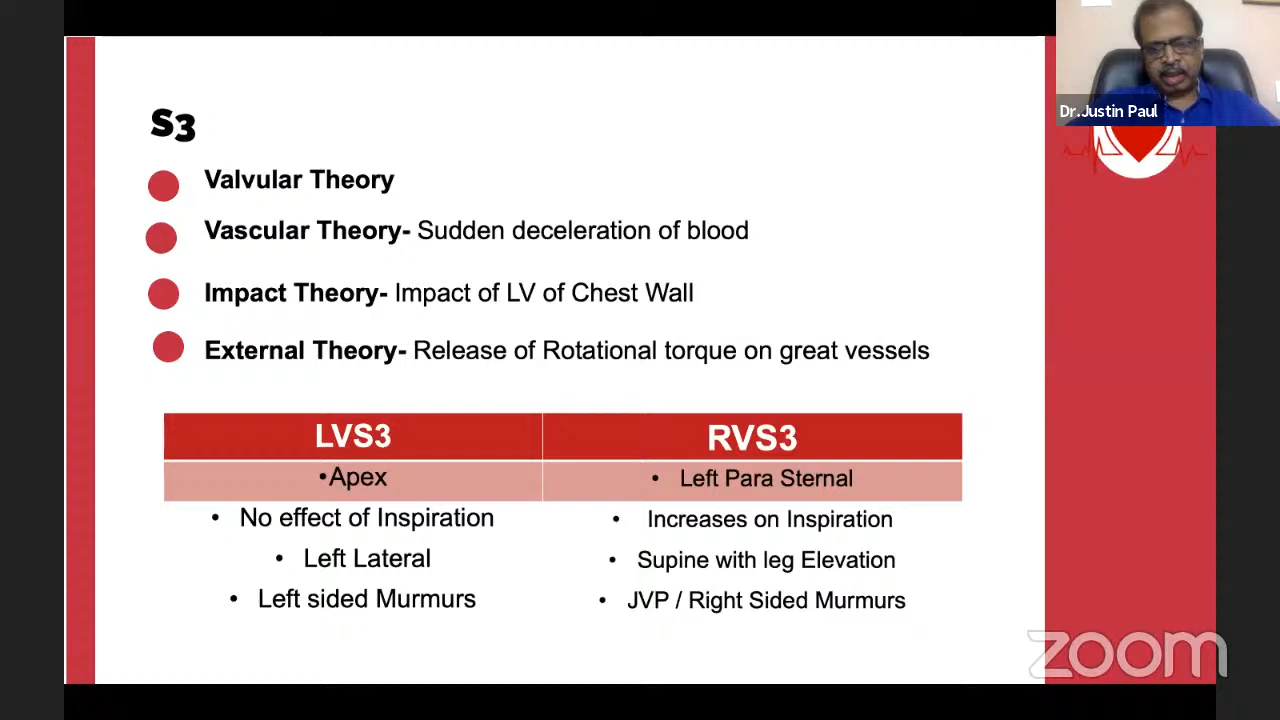 Dr.Justin Paul
S3
Valvular Theory
Vascular Theory- Sudden deceleration of blood
Impact Theory- Impact of LV of Chest Wall
External Theory- Release of Rotational torque on great vessels
LVS3 RVS3
•Apex • Left Para Sternal
• No effect of Inspiration • Increases on Inspiration
• Left Lateral • Supine with leg Elevation
• Left sided Murmurs • JVP / Right Sided Murmurs
zoom